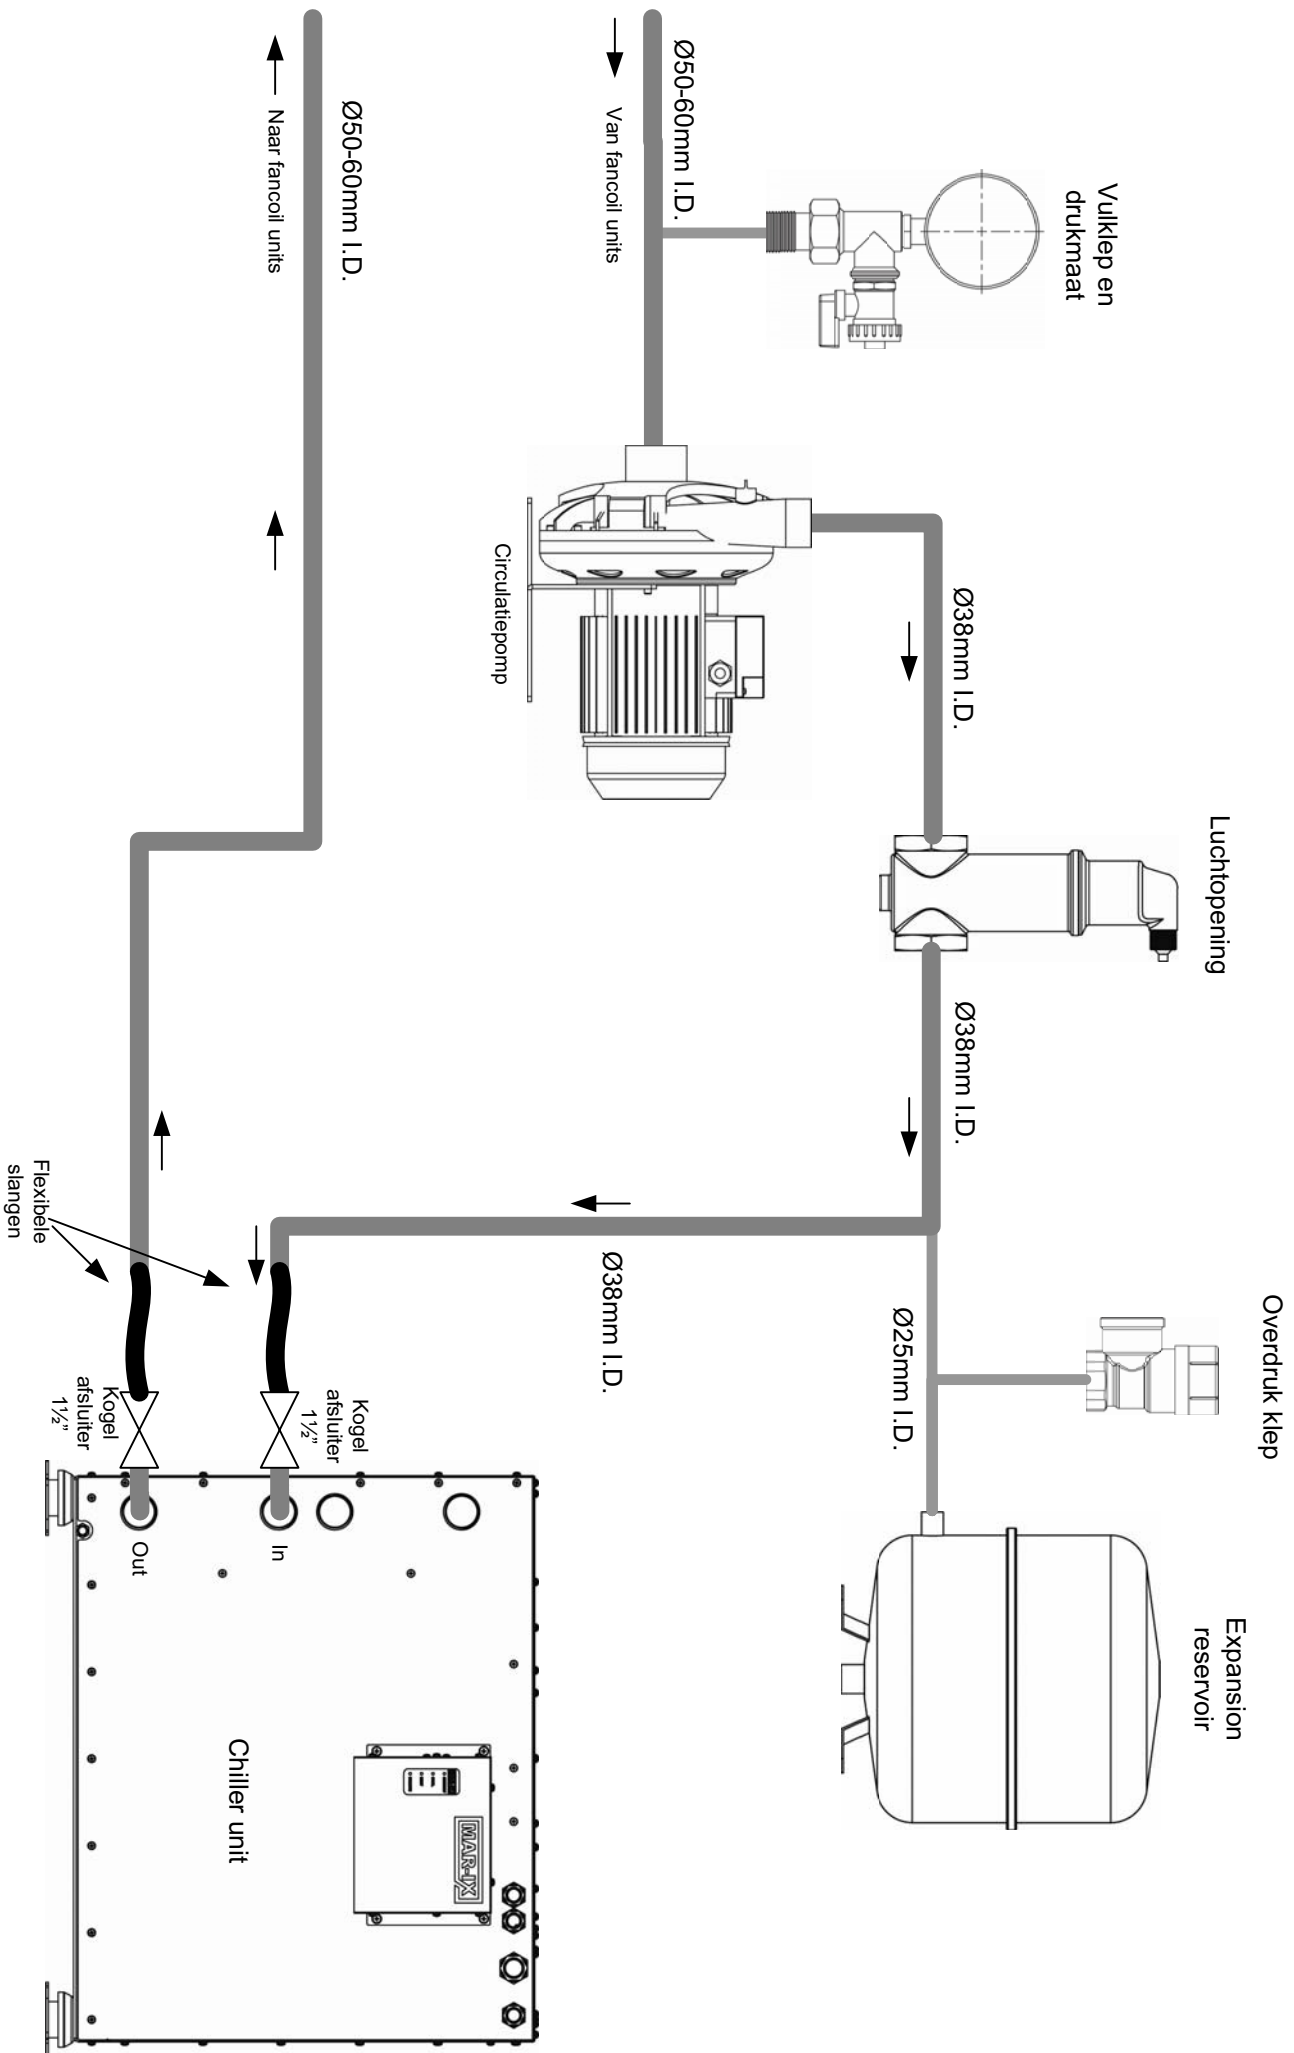 Overdruk klep
Expansion
reservoir
Luchtopening
Vulklep en
drukmaat
Ø50-60mm I.D.
Van fancoil units
Ø38mm I.D.
Ø38mm I.D.
Ø25mm I.D.
Circulatiepomp
Ø38mm I.D.
Ø50-60mm I.D.
Naar fancoil units
Kogel
afsluiter
1½”
In
Kogel
afsluiter
1½”
Out
Flexibele
slangen
MAR-IX
Chiller unit